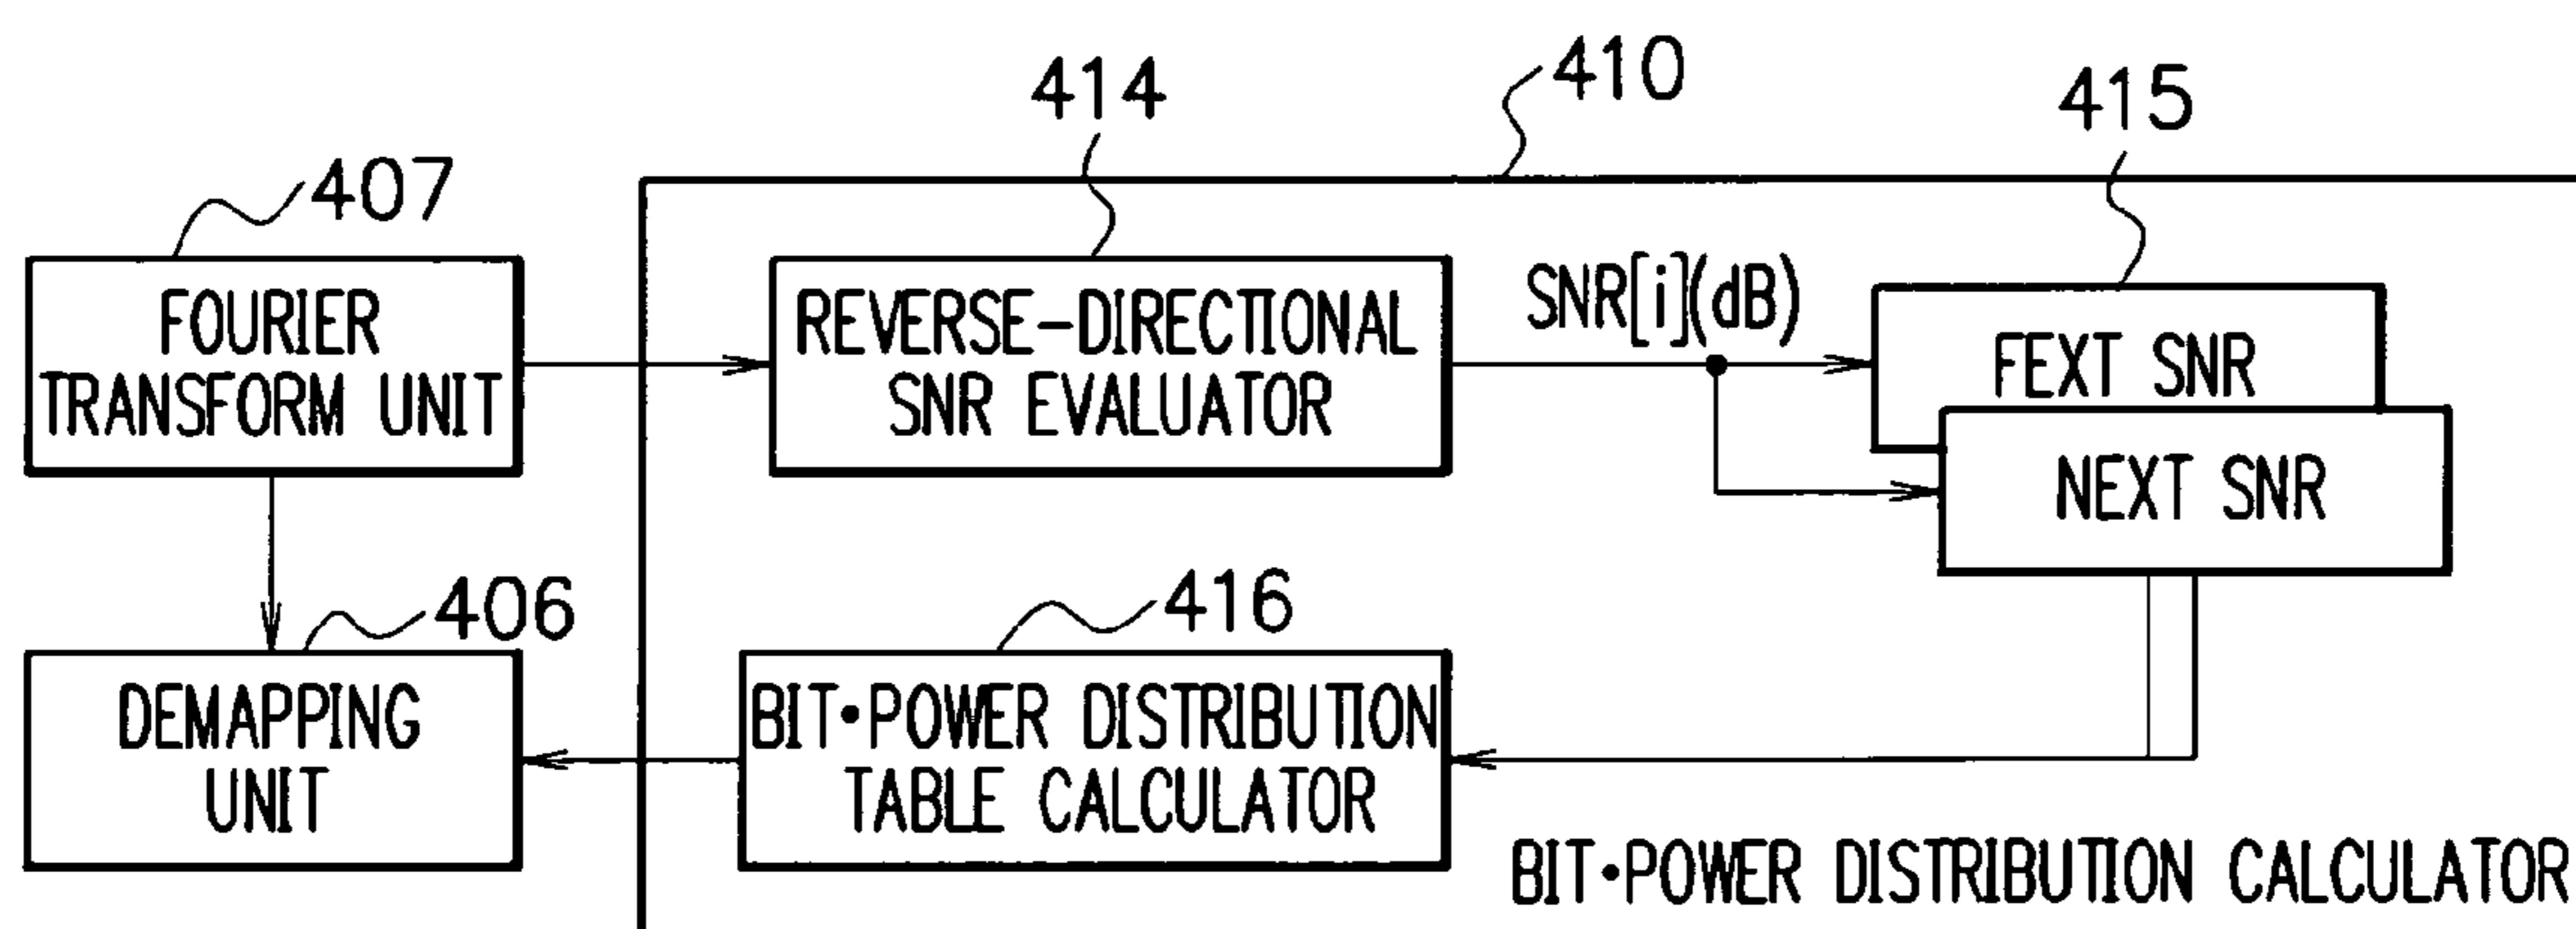 410
414
415
407
FOURIER
TRANSFORM UNIT
REVERSE-DIRECTIONAL
SNR EVALUATOR
SNR[i](dB)
FEXT SNR
NEXT SNR
406
416
DEMAPPING
UNIT
BIT•POWER DISTRIBUTION
TABLE CALCULATOR
BIT•POWER DISTRIBUTION CALCULATOR